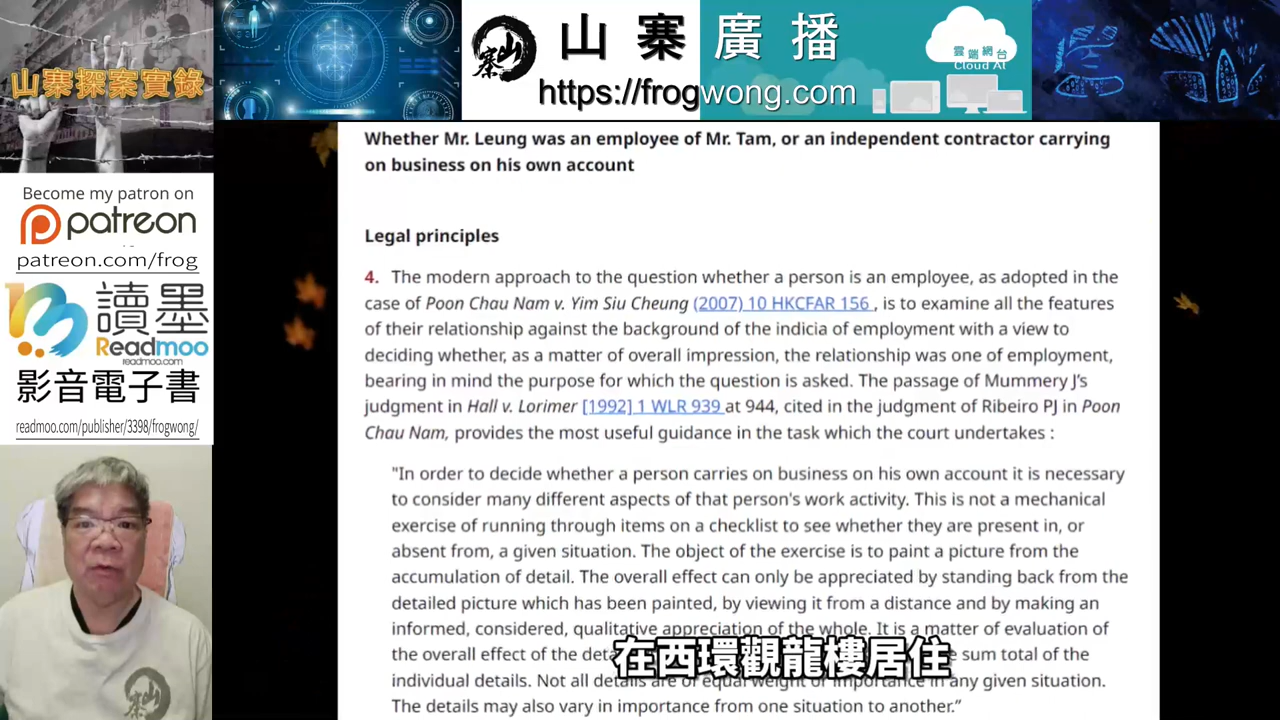 山寨探案實錄
Become my patron on
patreon
patreon.com/frog
讀墨
Readmoo
readmoo.com
影音電子書
readmoo.com/publisher/3398/frogwong/
山寨
山寨廣播
https://frogwong.com
雲端網台
Cloud AI
Whether Mr. Leung was an employee of Mr. Tam, or an independent contractor carrying
on business on his own account
Legal principles
4. The modern approach to the question whether a person is an employee, as adopted in the
case of Poon Chau Nam v. Yim Siu Cheung (2007) 10 HKCFAR 156 , is to examine all the features
of their relationship against the background of the indicia of employment with a view to
deciding whether, as a matter of overall impression, the relationship was one of employment,
bearing in mind the purpose for which the question is asked. The passage of Mummery J's
judgment in Hall v. Lorimer [1992] 1 WLR 939 at 944, cited in the judgment of Ribeiro PJ in Poon
Chau Nam, provides the most useful guidance in the task which the court undertakes :
"In order to decide whether a person carries on business on his own account it is necessary
to consider many different aspects of that person's work activity. This is not a mechanical
exercise of running through items on a checklist to see whether they are present in, or
absent from, a given situation. The object of the exercise is to paint a picture from the
accumulation of detail. The overall effect can only be appreciated by standing back from the
detailed picture which has been painted, by viewing it from a distance and by making an
informed, considered, qualitative appreciation of the whole. It is a matter of evaluation of
the overall effect of the sum total of the
individual details. Not all details are of equal weight or importance in any given situation.
The details may also vary in importance from one situation to another."
在西環觀龍樓居住
山寨